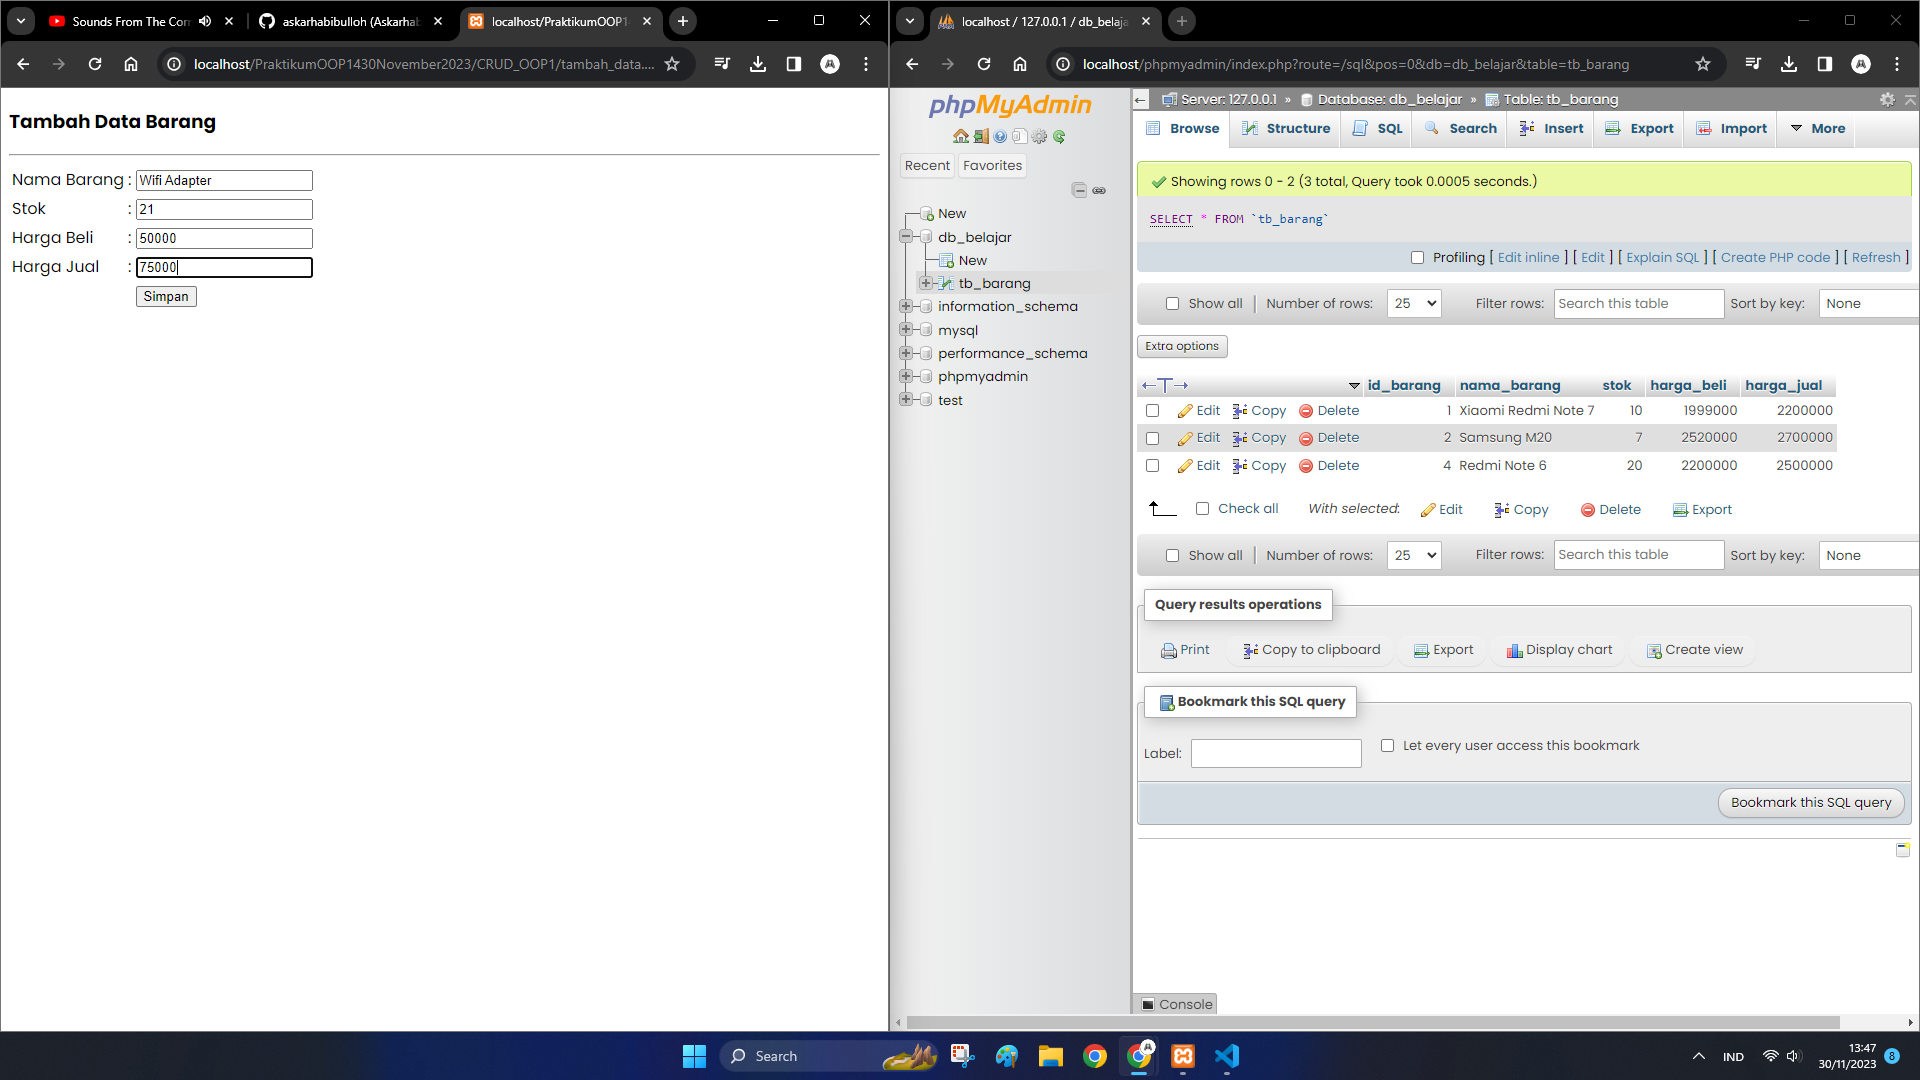 Sounds From The Corr
askarhabibulloh (Askarhab
localhost/PraktikumOOP1
localhost/PraktikumOOP1430November2023/CRUD_OOP1/tambah_data....
Tambah Data Barang
Nama Barang : Wifi Adapter
Stok : 21
Harga Beli : 50000
Harga Jual : 75000
Simpan
localhost / 127.0.0.1 / db_belaja
localhost/phpmyadmin/index.php?route=/sql&pos=0&db=db_belajar&table=tb_barang
phpMyAdmin
Recent Favorites
New
db_belajar
New
tb_barang
information_schema
mysql
performance_schema
phpmyadmin
test
Server: 127.0.0.1 » Database: db_belajar » Table: tb_barang
Browse Structure SQL Search Insert Export Import More
Showing rows 0 - 2 (3 total, Query took 0.0005 seconds.)
SELECT * FROM `tb_barang`
Profiling [ Edit inline ] [ Edit ] [ Explain SQL ] [ Create PHP code ] [ Refresh ]
Show all | Number of rows: 25 Filter rows: Search this table Sort by key: None
Extra options
id_barang nama_barang stok harga_beli harga_jual
Edit Copy Delete 1 Xiaomi Redmi Note 7 10 1999000 2200000
Edit Copy Delete 2 Samsung M20 7 2520000 2700000
Edit Copy Delete 4 Redmi Note 6 20 2200000 2500000
Check all With selected: Edit Copy Delete Export
Show all | Number of rows: 25 Filter rows: Search this table Sort by key: None
Query results operations
Print Copy to clipboard Export Display chart Create view
Bookmark this SQL query
Label: Let every user access this bookmark
Bookmark this SQL query
Console
Search
IND
13:47
30/11/2023
8